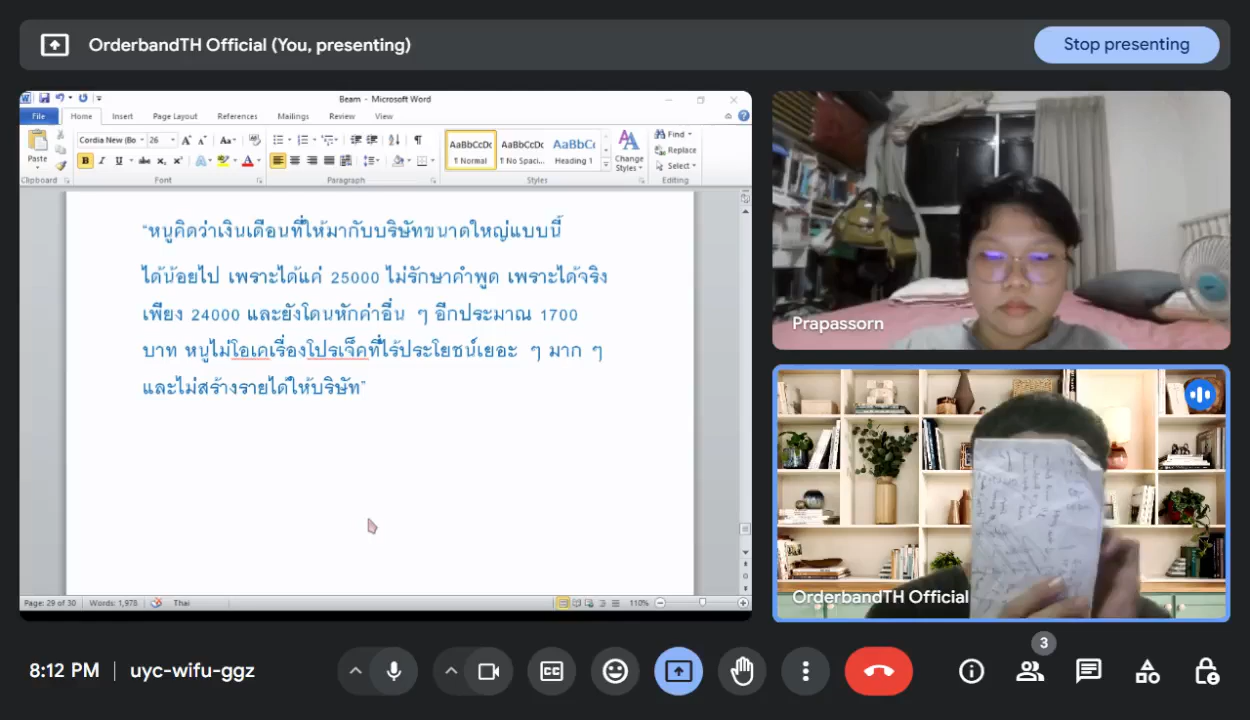 OrderbandTH Official (You, presenting)
Stop presenting
Beam - Microsoft Word
File Home Insert Page Layout References Mailings Review View
Cordia New (Bo 26
Paste
Clipboard Font Paragraph Styles Editing
AaBbCcDc AaBbCcDc AaBbCc
¶ Normal ¶ No Spaci... Heading 1
Change Styles
Find
Replace
Select
"หนูคิดว่าเงินเดือนที่ให้มากับบริษัทขนาดใหญ่แบบนี้
ได้น้อยไป เพราะได้แค่ 25000 ไม่รักษาคำพูด เพราะได้จริง
เพียง 24000 และยังโดนหักค่าอื่น ๆ อีกประมาณ 1700
บาท หนูไม่โอเคเรื่องโปรเจ็คที่ไร้ประโยชน์เยอะ ๆ มาก ๆ
และไม่สร้างรายได้ให้บริษัท"
Page: 29 of 30 Words: 1,978 Thai 110%
Prapassorn
OrderbandTH Official
8:12 PM | uyc-wifu-ggz
CC
3